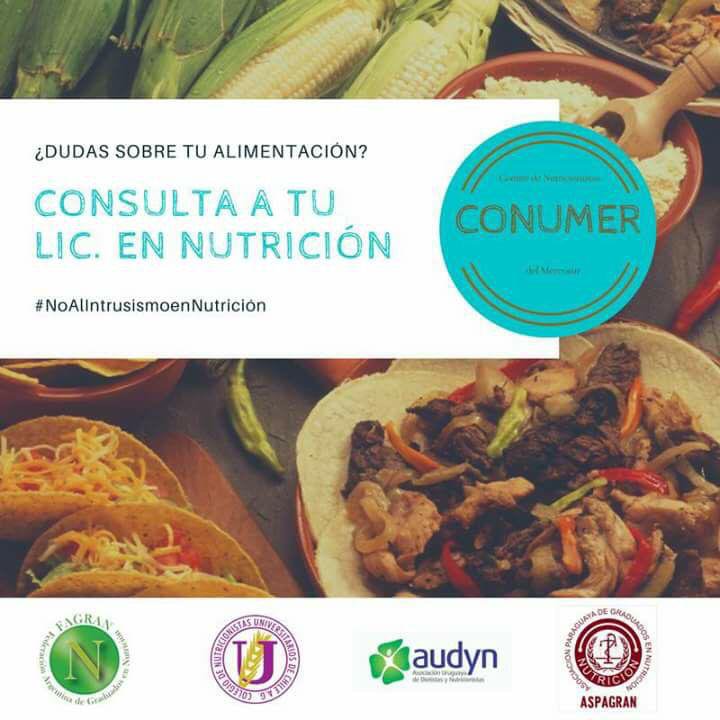 ¿DUDAS SOBRE TU ALIMENTACIÓN?
CONSULTA A TU
LIC. EN NUTRICIÓN
#NoAlIntrusismoenNutrición
Comité de Nutricionistas
CONUMER
del Mercosur
FAGRAN
N
Federación Argentina de Graduados en Nutrición
COLEGIO DE NUTRICIONISTAS UNIVERSITARIOS DE CHILE A.G.
U
audyn
Asociación Uruguaya
de Dietistas y Nutricionistas
ASOCIACIÓN PARAGUAYA DE GRADUADOS EN NUTRICIÓN
NUTRICIÓN
ASPAGRAN